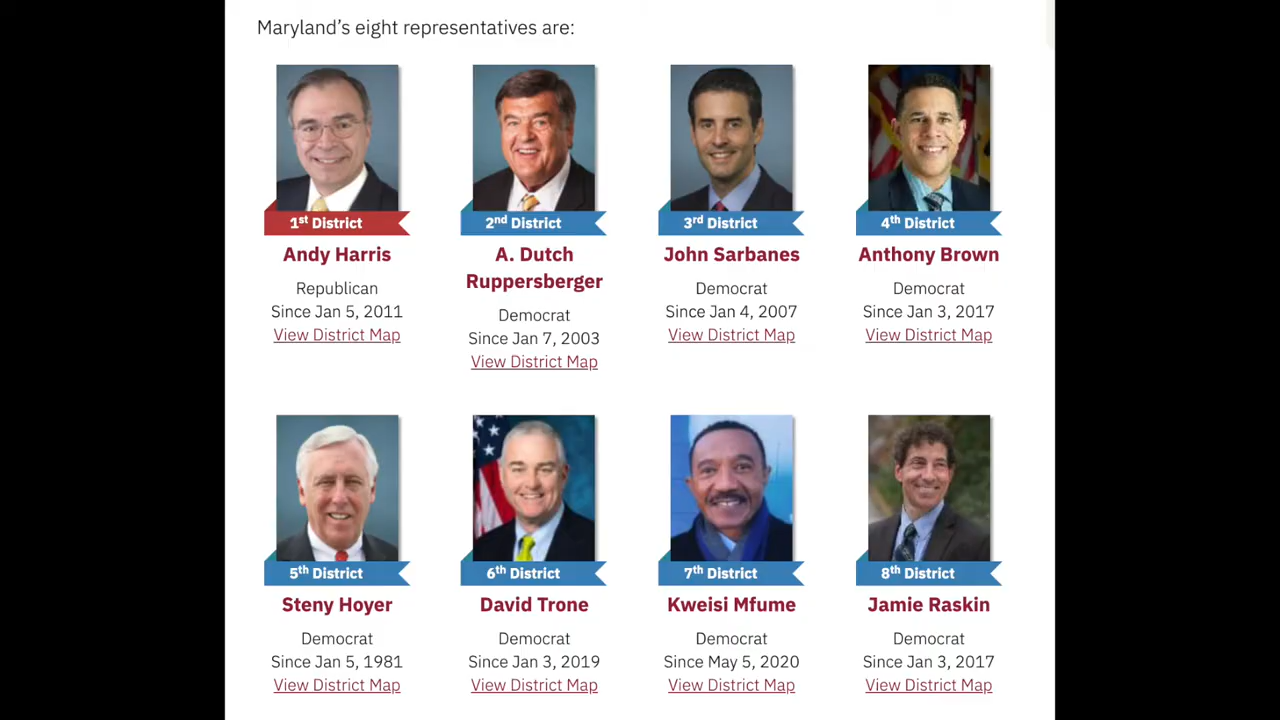 Maryland’s eight representatives are:
1st District
2nd District
3rd District
4th District
Andy Harris
A. Dutch
Ruppersberger
John Sarbanes
Anthony Brown
Republican
Since Jan 5, 2011
View District Map
Democrat
Since Jan 7, 2003
View District Map
Democrat
Since Jan 4, 2007
View District Map
Democrat
Since Jan 3, 2017
View District Map
5th District
6th District
7th District
8th District
Steny Hoyer
David Trone
Kweisi Mfume
Jamie Raskin
Democrat
Since Jan 5, 1981
View District Map
Democrat
Since Jan 3, 2019
View District Map
Democrat
Since May 5, 2020
View District Map
Democrat
Since Jan 3, 2017
View District Map